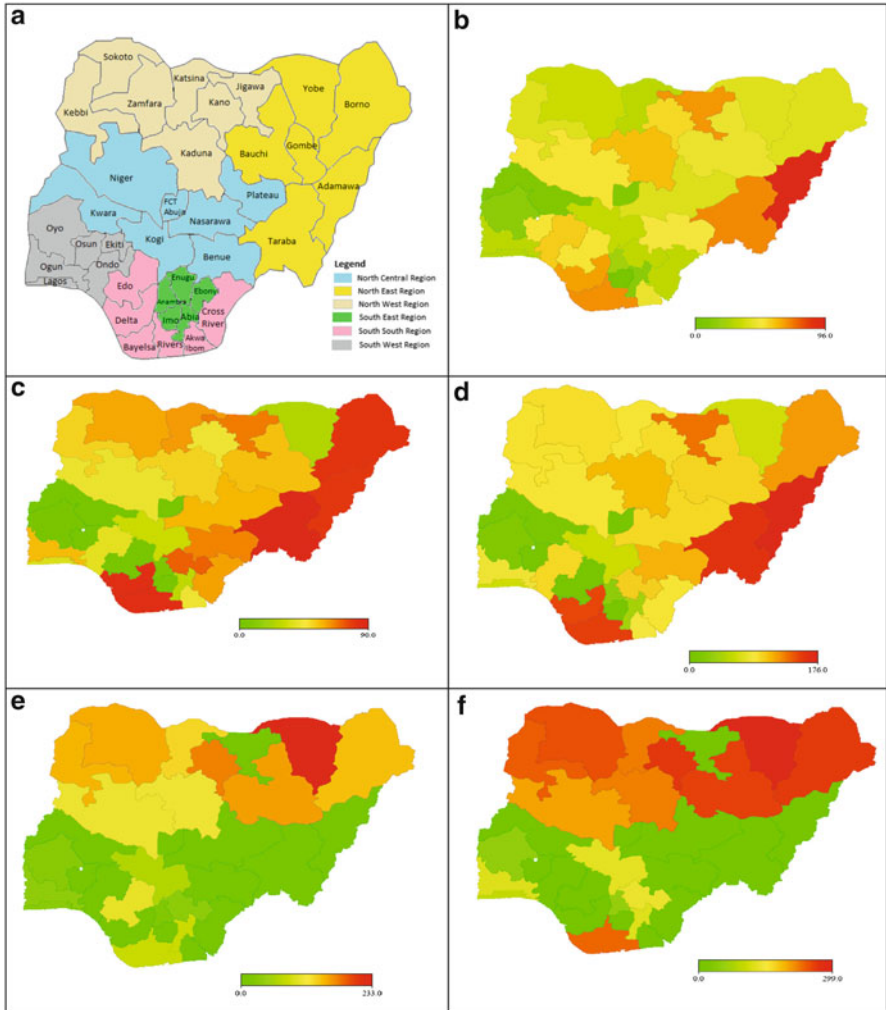 a
Sokoto
Katsina
Jigawa
Yobe
Borno
Zamfara
Kano
Kebbi
Kaduna
Bauchi
Gombe
Niger
Adamawa
FCT
Abuja
Plateau
Kwara
Nasarawa
Oyo
Kogi
Taraba
Osun
Ekiti
Benue
Ondo
Ogun
Lagos
Edo
Enugu
Ebonyi
Anambra
Delta
Imo
Abia
Cross
River
Bayelsa
Rivers
Akwa
Ibom
Legend
North Central Region
North East Region
North West Region
South East Region
South South Region
South West Region
b
0.0
96.0
c
0.0
90.0
d
0.0
176.0
e
0.0
233.0
f
0.0
299.0